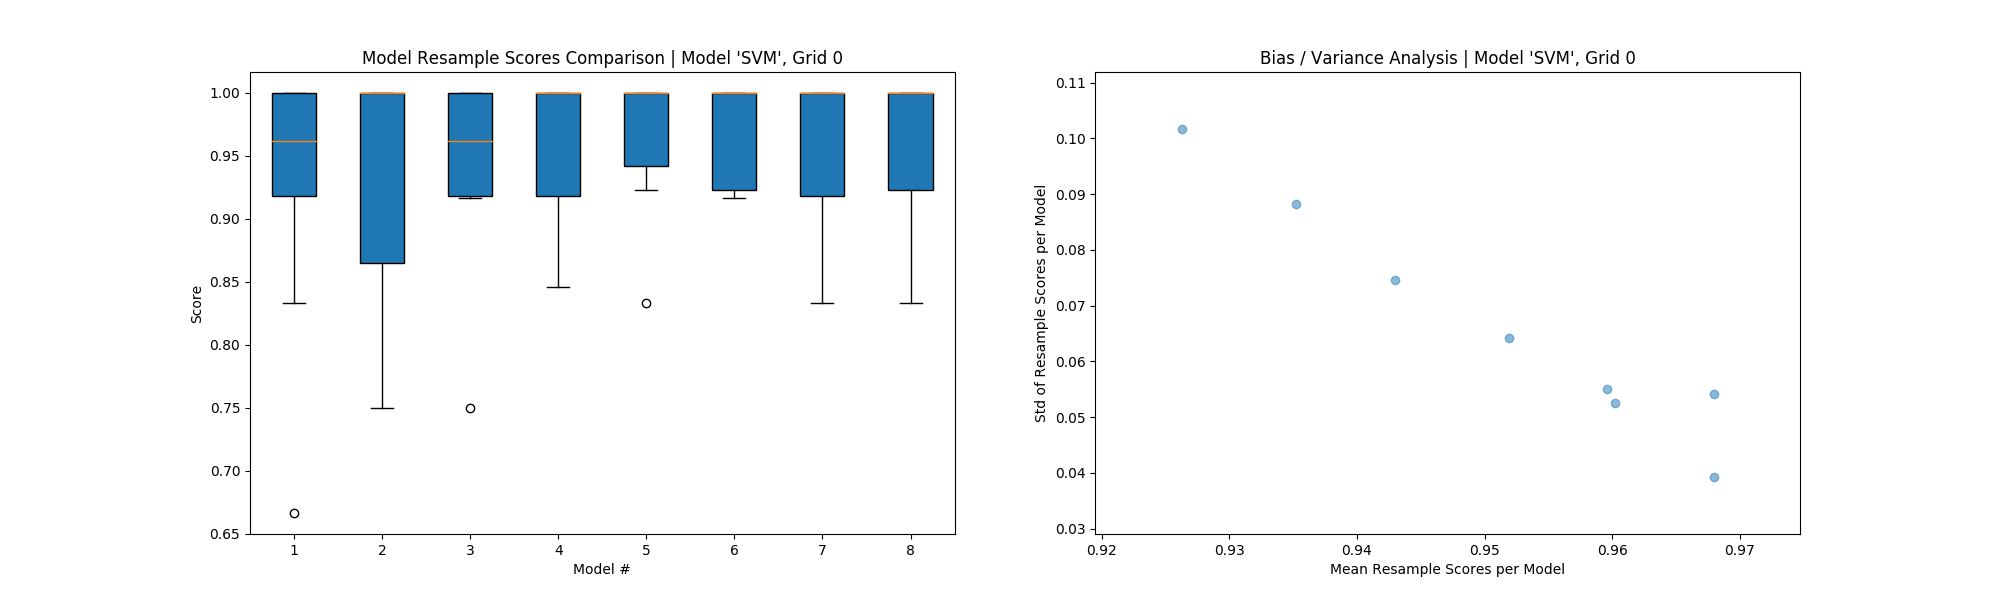 Model Resample Scores Comparison | Model 'SVM', Grid 0
1.00
0.95
0.90
0.85
0.80
0.75
0.70
0.65
Score
1 2 3 4 5 6 7 8
Model #
Bias / Variance Analysis | Model 'SVM', Grid 0
0.11
0.10
0.09
0.08
0.07
0.06
0.05
0.04
0.03
Std of Resample Scores per Model
0.92 0.93 0.94 0.95 0.96 0.97
Mean Resample Scores per Model